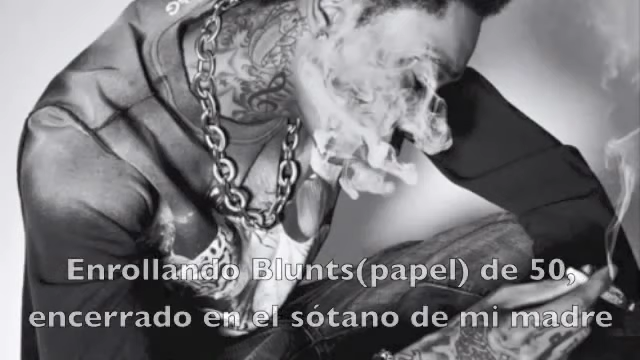 Enrollando Blunts(papel) de 50,
encerrado en el sótano de mi madre